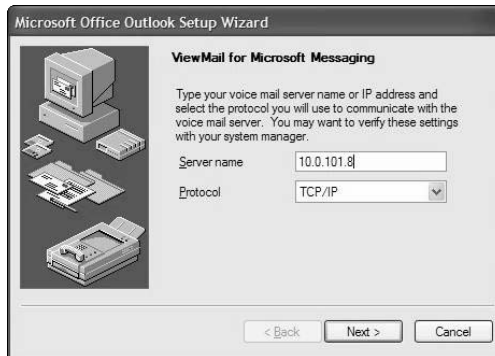 Microsoft Office Outlook Setup Wizard
ViewMail for Microsoft Messaging
Type your voice mail server name or IP address and
select the protocol you will use to communicate with the
voice mail server. You may want to verify these settings
with your system manager.
Server name 10.0.101.8
Protocol TCP/IP
< Back Next > Cancel